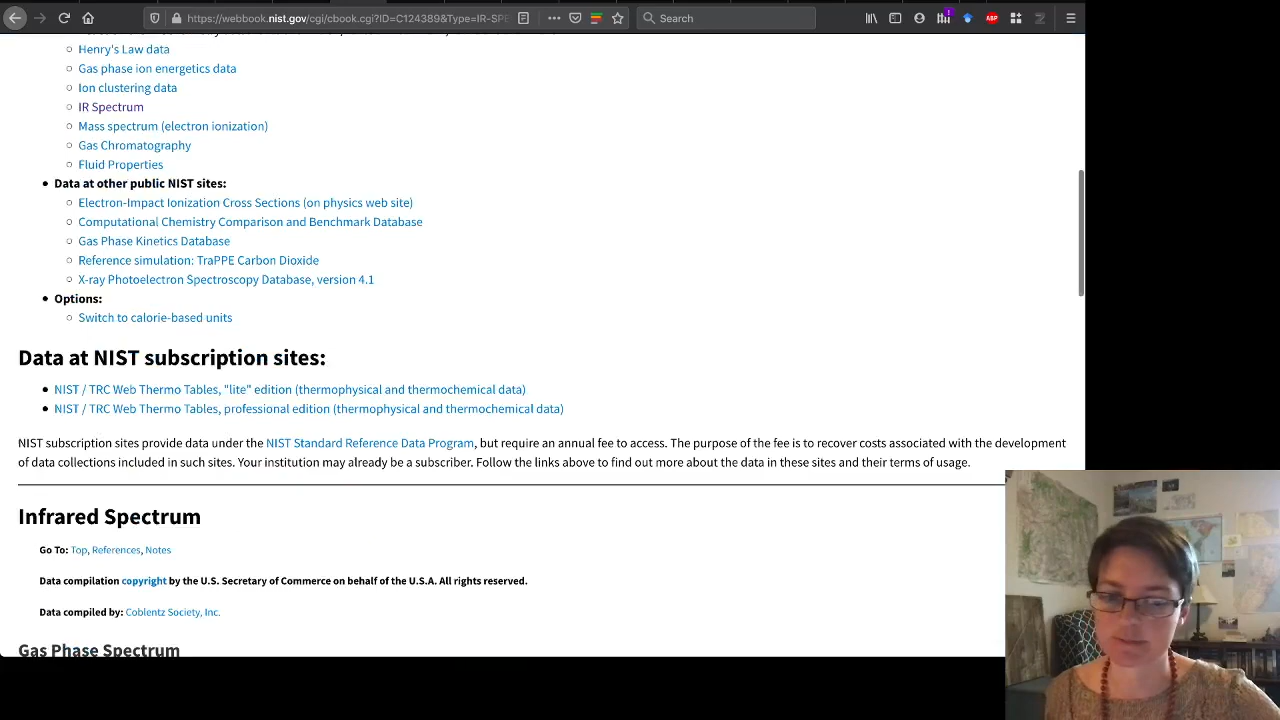 https://webbook.nist.gov/cgi/cbook.cgi?ID=C124389&Type=IR-SPE
Search
ABP
Henry's Law data
Gas phase ion energetics data
Ion clustering data
IR Spectrum
Mass spectrum (electron ionization)
Gas Chromatography
Fluid Properties
Data at other public NIST sites:
Electron-Impact Ionization Cross Sections (on physics web site)
Computational Chemistry Comparison and Benchmark Database
Gas Phase Kinetics Database
Reference simulation: TraPPE Carbon Dioxide
X-ray Photoelectron Spectroscopy Database, version 4.1
Options:
Switch to calorie-based units
Data at NIST subscription sites:
NIST / TRC Web Thermo Tables, "lite" edition (thermophysical and thermochemical data)
NIST / TRC Web Thermo Tables, professional edition (thermophysical and thermochemical data)
NIST subscription sites provide data under the NIST Standard Reference Data Program, but require an annual fee to access. The purpose of the fee is to recover costs associated with the development
of data collections included in such sites. Your institution may already be a subscriber. Follow the links above to find out more about the data in these sites and their terms of usage.
Infrared Spectrum
Go To: Top, References, Notes
Data compilation copyright by the U.S. Secretary of Commerce on behalf of the U.S.A. All rights reserved.
Data compiled by: Coblentz Society, Inc.
Gas Phase Spectrum